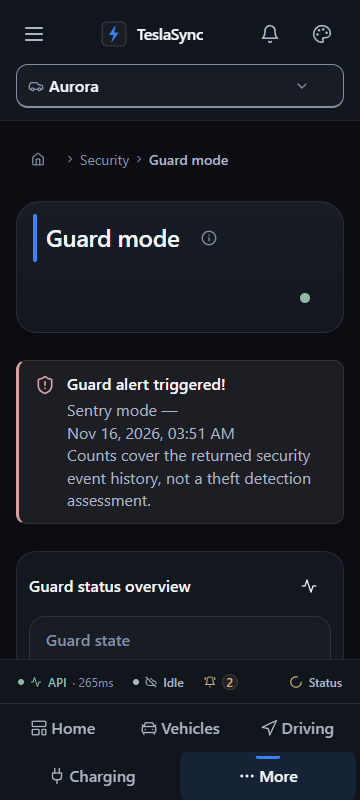 TeslaSync
Aurora
Security
Guard mode
Guard mode
Guard alert triggered!
Sentry mode —
Nov 16, 2026, 03:51 AM
Counts cover the returned security
event history, not a theft detection
assessment.
Guard status overview
Guard state
API · 265ms
Idle
2
Status
Home
Vehicles
Driving
Charging
More